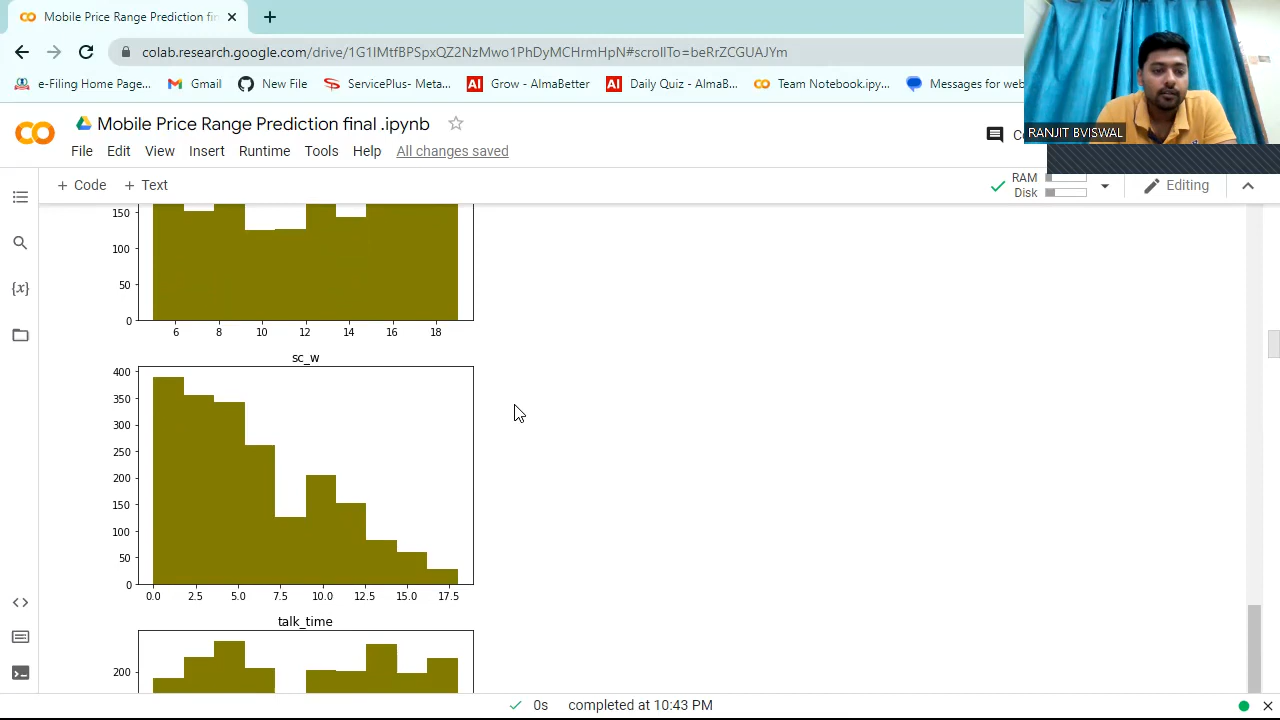 Mobile Price Range Prediction fin
colab.research.google.com/drive/1G1IMtfBPSpxQZ2NzMwo1PhDyMCHrmHpN#scrollTo=beRrZCGUAJYm
e-Filing Home Page... Gmail New File ServicePlus- Meta... Grow - AlmaBetter Daily Quiz - AlmaB... Team Notebook.ipy... Messages for web
RANJIT BVISWAL
Mobile Price Range Prediction final .ipynb
File Edit View Insert Runtime Tools Help All changes saved
+ Code + Text RAM Disk Editing
150
100
50
0
6 8 10 12 14 16 18
sc_w
400
350
300
250
200
150
100
50
0
0.0 2.5 5.0 7.5 10.0 12.5 15.0 17.5
talk_time
200
0s completed at 10:43 PM